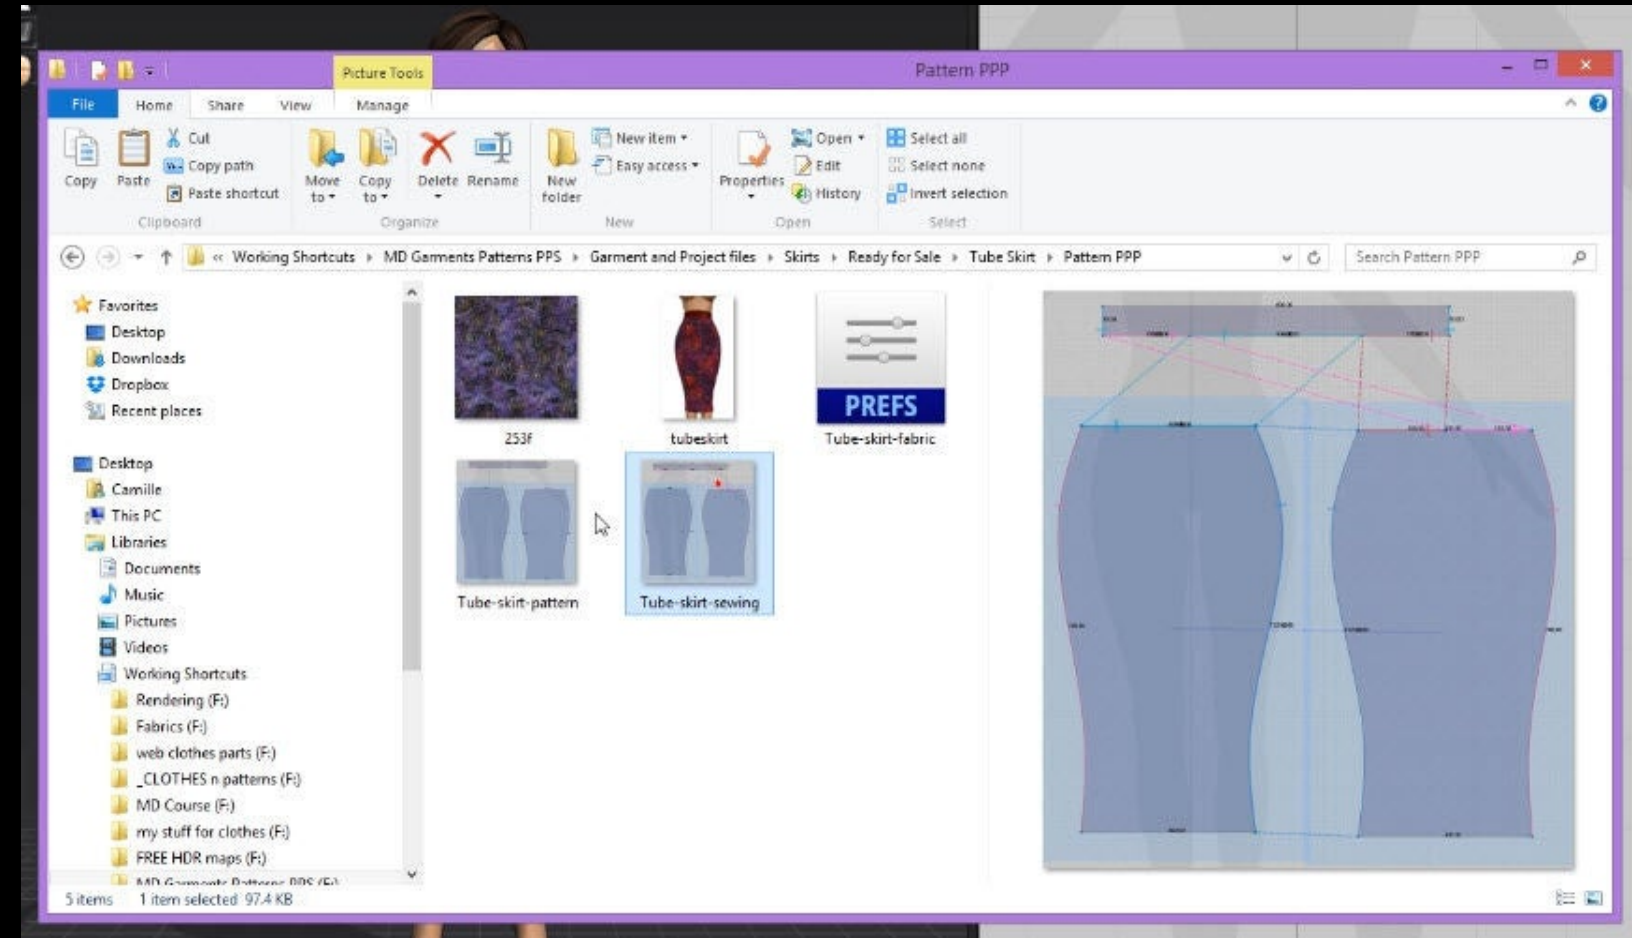 Picture Tools
Pattern PPP
File Home Share View Manage
Copy
Paste
Cut
Copy path
Paste shortcut
Clipboard
Move to
Copy to
Delete
Rename
Organize
New folder
New item
Easy access
New
Properties
Open
Edit
History
Open
Select all
Select none
Invert selection
Select
« Working Shortcuts MD Garments Patterns PPS Garment and Project files Skirts Ready for Sale Tube Skirt Pattern PPP
Search Pattern PPP
Favorites
Desktop
Downloads
Dropbox
Recent places
Desktop
Camille
This PC
Libraries
Documents
Music
Pictures
Videos
Working Shortcuts
Rendering (F:)
Fabrics (F:)
web clothes parts (F:)
_CLOTHES n patterns (F:)
MD Course (F:)
my stuff for clothes (F:)
FREE HDR maps (F:)
MD Garments Patterns PPS (F:)
253f
tubeskirt
PREFS
Tube-skirt-fabric
Tube-skirt-pattern
Tube-skirt-sewing
5 items 1 item selected 97.4 KB